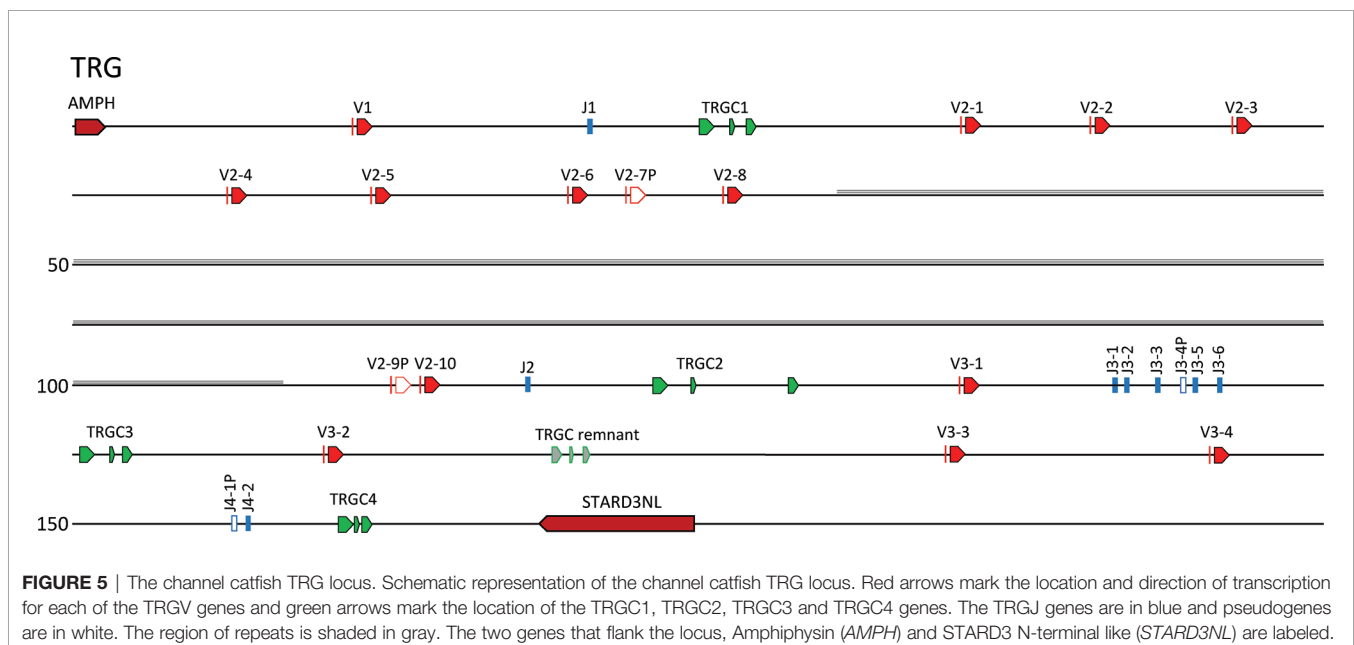 TRG
AMPH V1 J1 TRGC1 V2-1 V2-2 V2-3
V2-4 V2-5 V2-6 V2-7P V2-8
50
V2-9P V2-10 J2 TRGC2 V3-1 J3-1 J3-2 J3-3 J3-4P J3-5 J3-6
100
TRGC3 V3-2 TRGC remnant V3-3 V3-4
J4-1P J4-2 TRGC4 STARD3NL
150
FIGURE 5 | The channel catfish TRG locus. Schematic representation of the channel catfish TRG locus. Red arrows mark the location and direction of transcription
for each of the TRGV genes and green arrows mark the location of the TRGC1, TRGC2, TRGC3 and TRGC4 genes. The TRGJ genes are in blue and pseudogenes
are in white. The region of repeats is shaded in gray. The two genes that flank the locus, Amphiphysin (AMPH) and STARD3 N-terminal like (STARD3NL) are labeled.